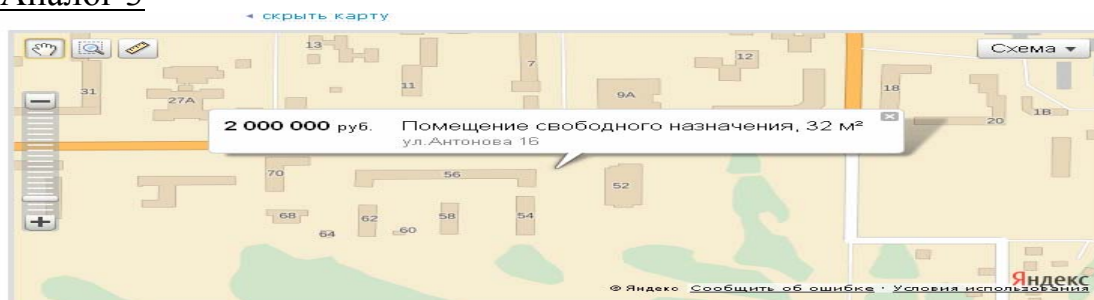 Аналог 3
◂ скрыть карту
13
12
7
Схема ▾
31
27А
11
9А
18
1В
20
2 000 000 руб. Помещение свободного назначения, 32 м²
ул.Антонова 16
70
56
52
68
62
58
54
64
60
Яндекс
© Яндекс Сообщить об ошибке · Условия использования